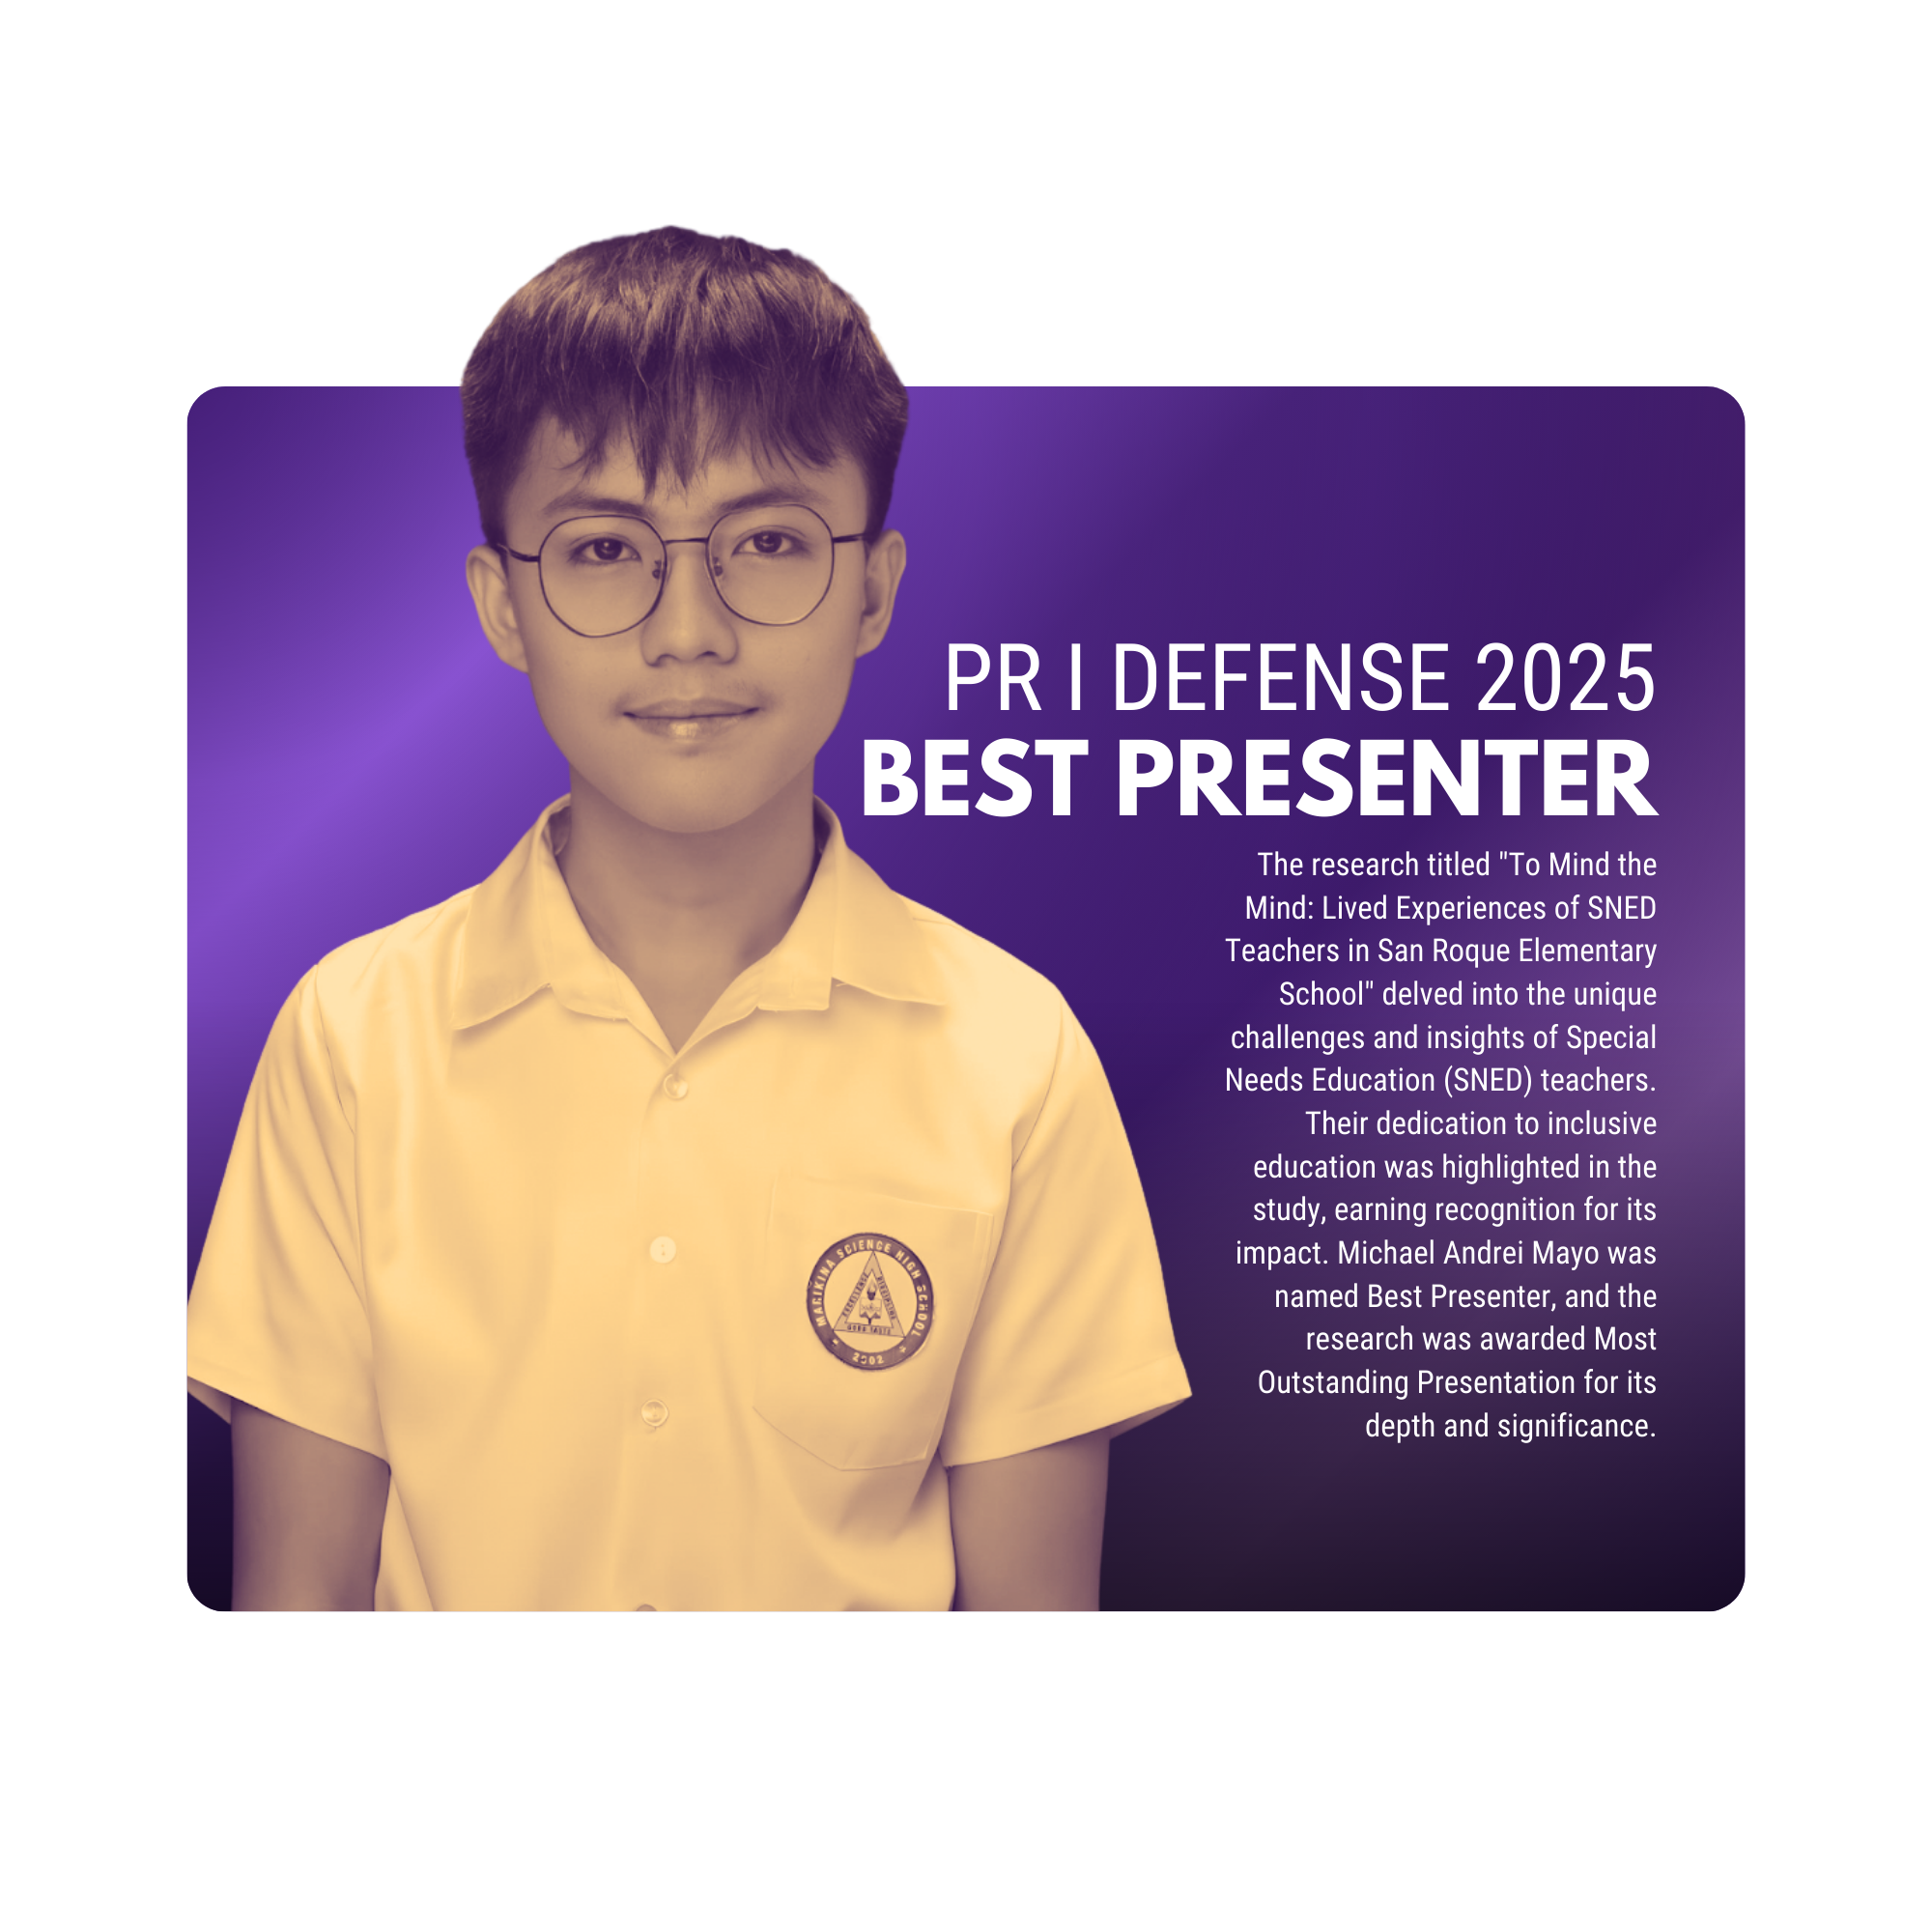 PR I DEFENSE 2025
BEST PRESENTER
The research titled "To Mind the
Mind: Lived Experiences of SNED
Teachers in San Roque Elementary
School" delved into the unique
challenges and insights of Special
Needs Education (SNED) teachers.
Their dedication to inclusive
education was highlighted in the
study, earning recognition for its
impact. Michael Andrei Mayo was
named Best Presenter, and the
research was awarded Most
Outstanding Presentation for its
depth and significance.
MARIKINA SCIENCE HIGH SCHOOL
EXCELLENCE
2002